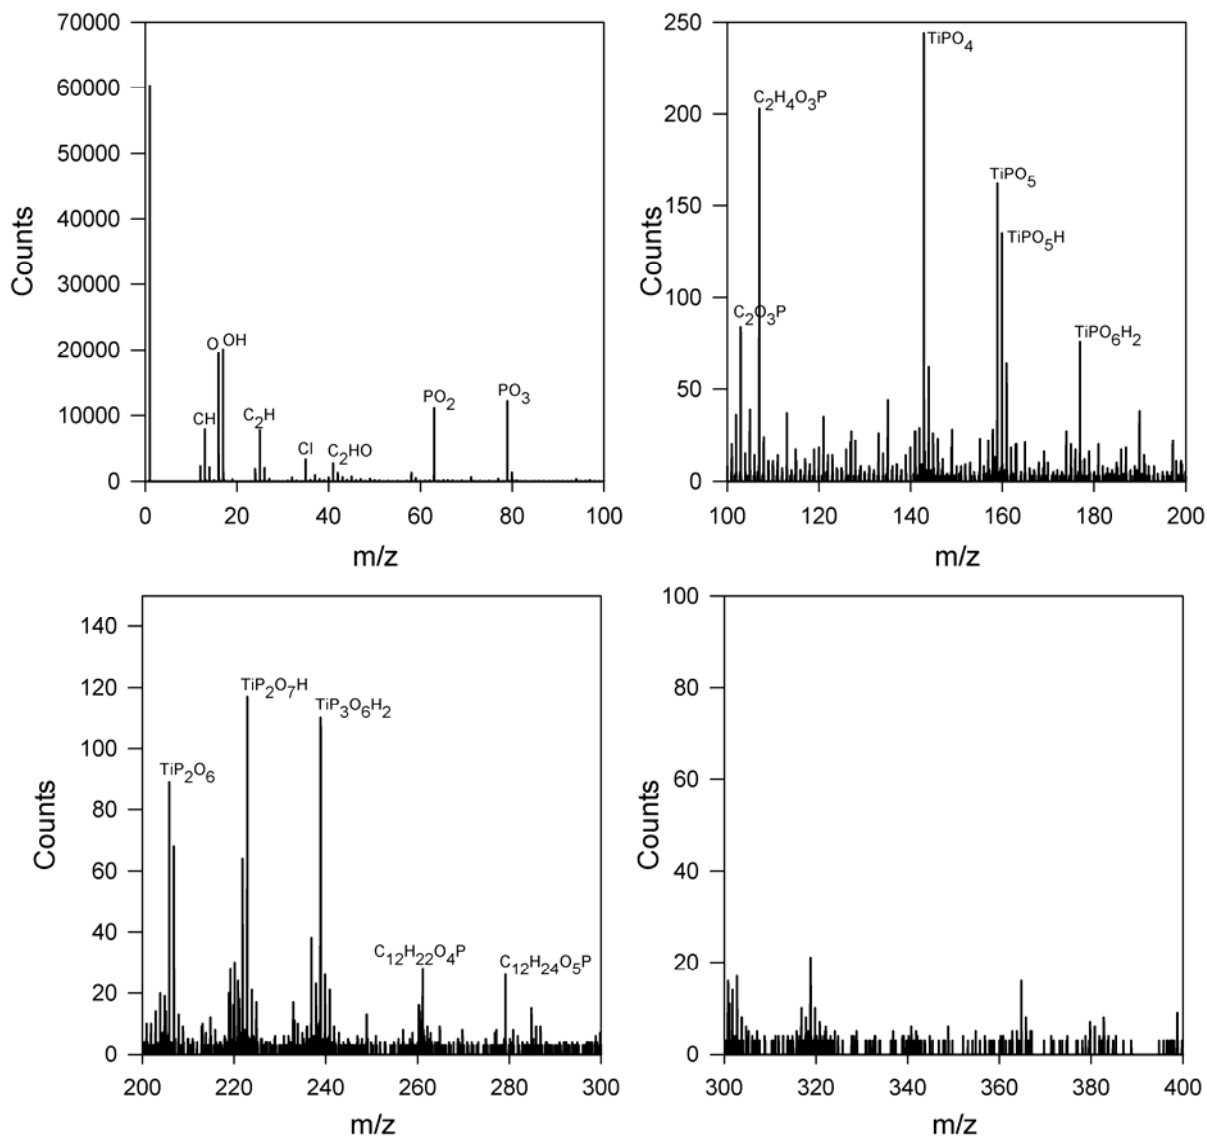 70000
60000
50000
40000
30000
20000
10000
0
Counts
CH
O
OH
C2H
Cl
C2HO
PO2
PO3
0 20 40 60 80 100
m/z
250
200
150
100
50
0
Counts
C2O3P
C2H4O3P
TiPO4
TiPO5
TiPO5H
TiPO6H2
100 120 140 160 180 200
m/z
140
120
100
80
60
40
20
0
Counts
TiP2O6
TiP2O7H
TiP3O6H2
C12H22O4P
C12H24O5P
200 220 240 260 280 300
m/z
100
80
60
40
20
0
Counts
300 320 340 360 380 400
m/z